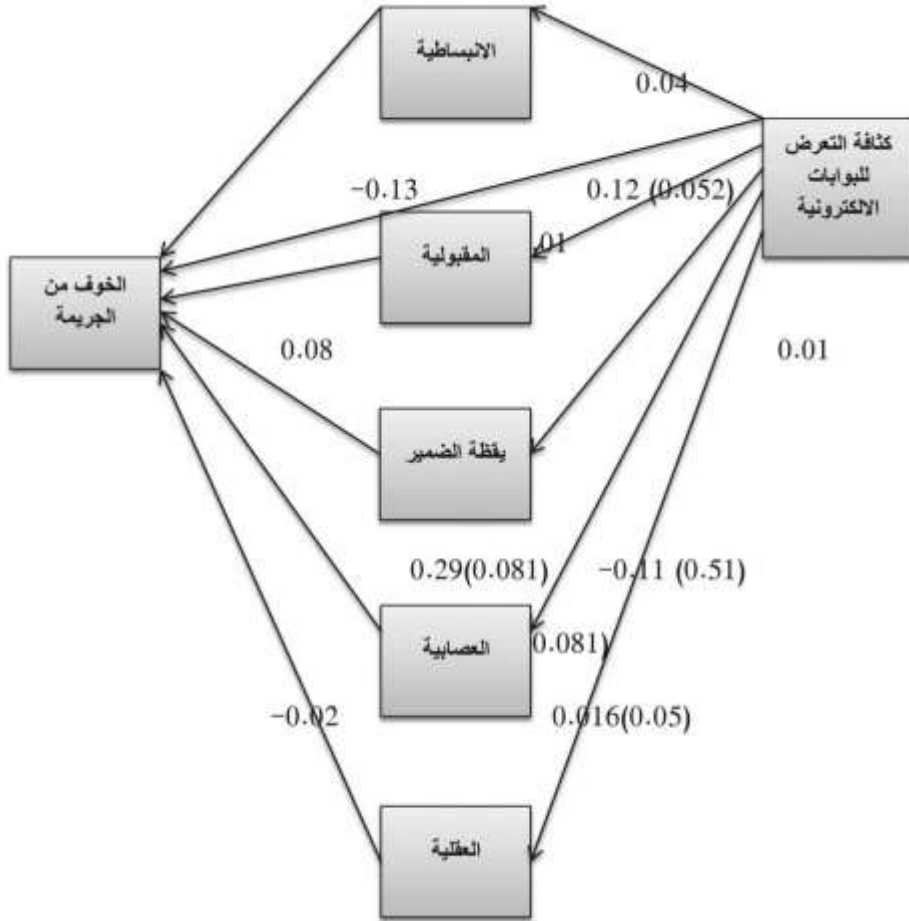 الانبساطية
0.04
كثافة التعرض
للبوابات
الالكترونية
-0.13
0.12 (0.052)
المقبولية
01
الخوف من
الجريمة
0.08
0.01
يقظة الضمير
0.29(0.081)
-0.11 (0.51)
العصابية
0.081)
-0.02
0.016(0.05)
العقلية